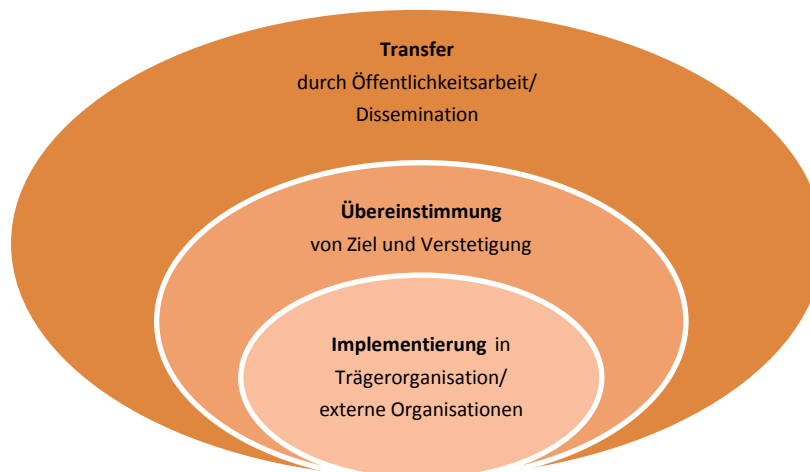 Transfer
durch Öffentlichkeitsarbeit/
Dissemination
Übereinstimmung
von Ziel und Verstetigung
Implementierung in
Trägerorganisation/
externe Organisationen